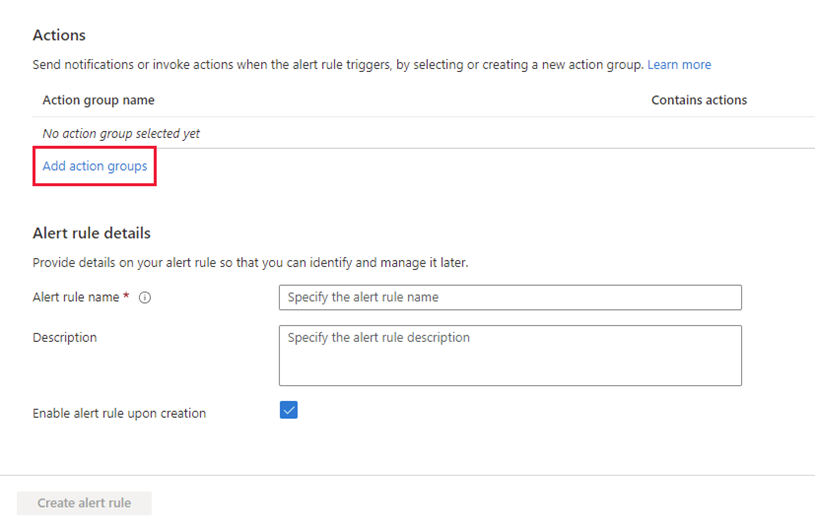 Actions
Send notifications or invoke actions when the alert rule triggers, by selecting or creating a new action group. Learn more
Action group name Contains actions
No action group selected yet
Add action groups
Alert rule details
Provide details on your alert rule so that you can identify and manage it later.
Alert rule name * Specify the alert rule name
Description Specify the alert rule description
Enable alert rule upon creation
Create alert rule